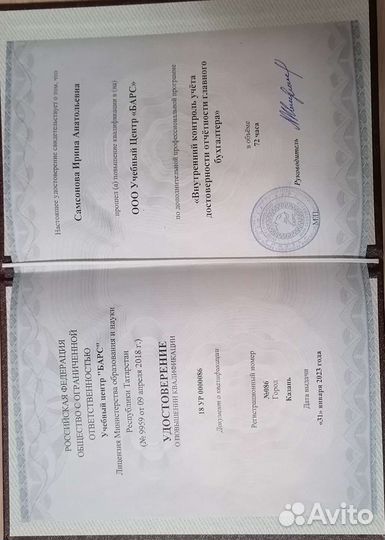 РОССИЙСКАЯ ФЕДЕРАЦИЯ
ОБЩЕСТВО С ОГРАНИЧЕННОЙ
ОТВЕТСТВЕННОСТЬЮ
Учебный центр "БАРС"
Лицензия Министерства образования и науки
Республики Татарстан
(№ 9959 от 09 апреля 2018 г.)
УДОСТОВЕРЕНИЕ
О ПОВЫШЕНИИ КВАЛИФИКАЦИИ
18 УР 0000086
Документ о квалификации
Регистрационный номер
№086
Город
Казань
Дата выдачи
«31» января 2023 года
Настоящее удостоверение свидетельствует о том, что
Самсонова Ирина Анатольевна
прошел (а) повышение квалификации в (на)
ООО Учебный Центр «БАРС»
по дополнительной профессиональной программе
«Внутренний контроль учёта
достоверности отчётности главного
бухгалтера»
в объёме
72 часа
Руководитель
М.П.
Avito